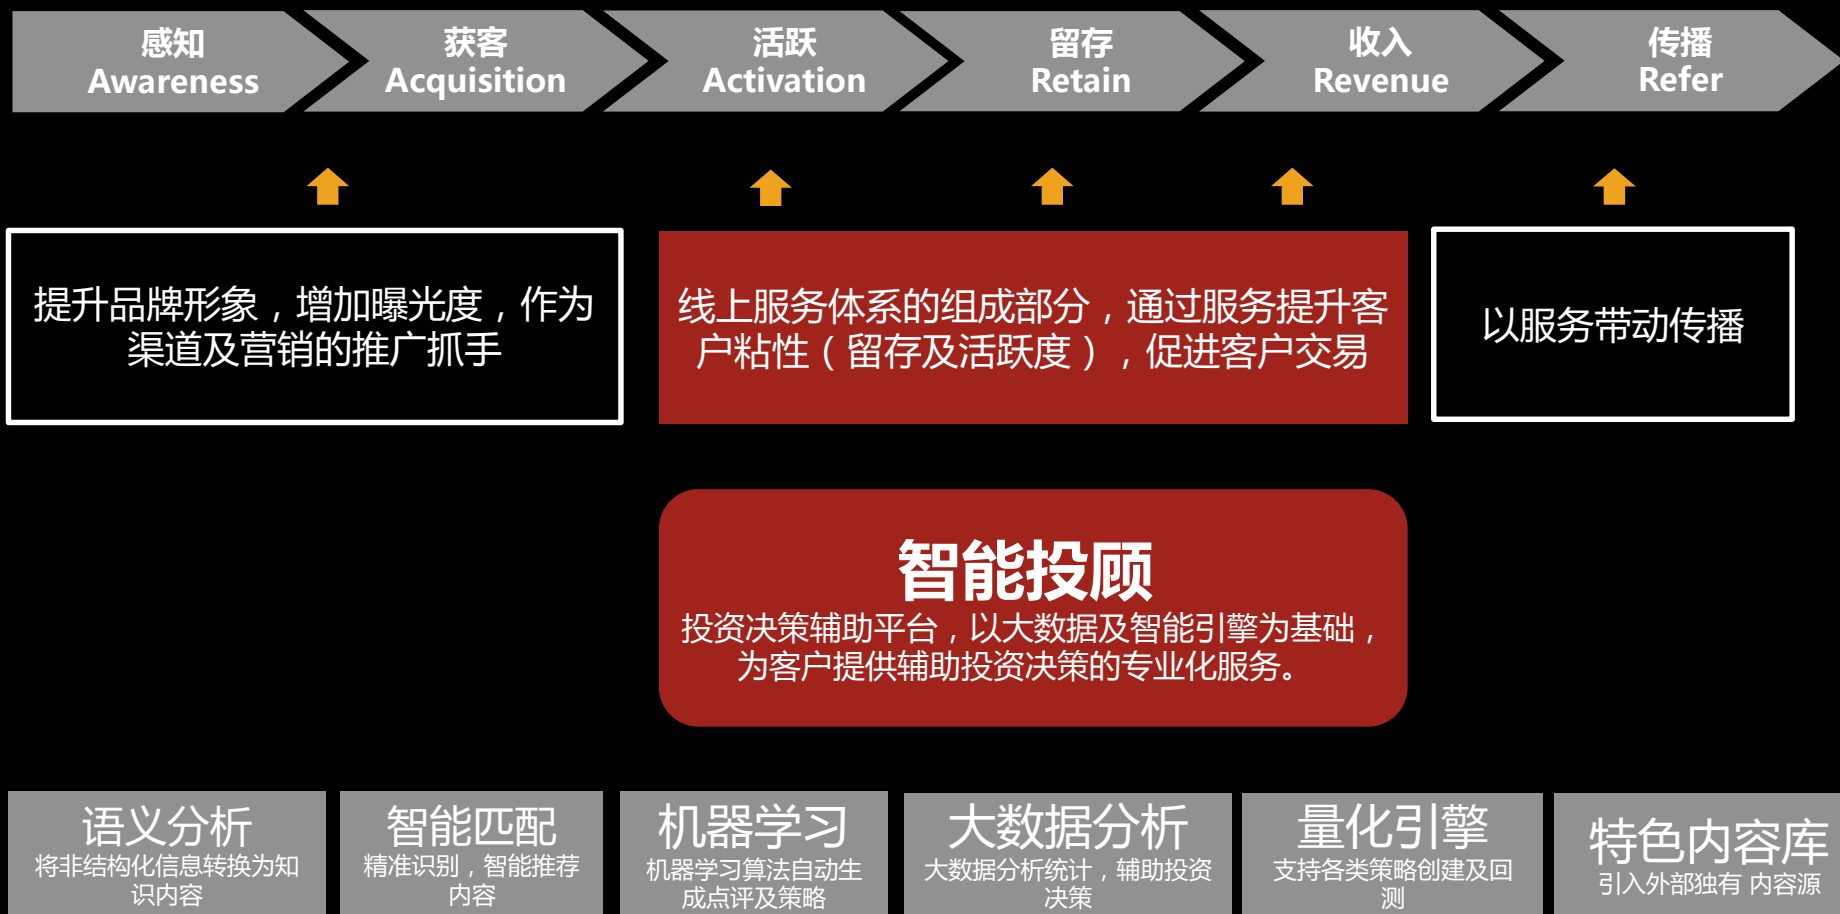 感知
Awareness
获客
Acquisition
活跃
Activation
留存
Retain
收入
Revenue
传播
Refer
提升品牌形象，增加曝光度，作为
渠道及营销的推广抓手
线上服务体系的组成部分，通过服务提升客
户粘性（留存及活跃度），促进客户交易
以服务带动传播
智能投顾
投资决策辅助平台，以大数据及智能引擎为基础，
为客户提供辅助投资决策的专业化服务。
语义分析
将非结构化信息转换为知
识内容
智能匹配
精准识别，智能推荐
内容
机器学习
机器学习算法自动生
成点评及策略
大数据分析
大数据分析统计，辅助投资
决策
量化引擎
支持各类策略创建及回
测
特色内容库
引入外部独有 内容源